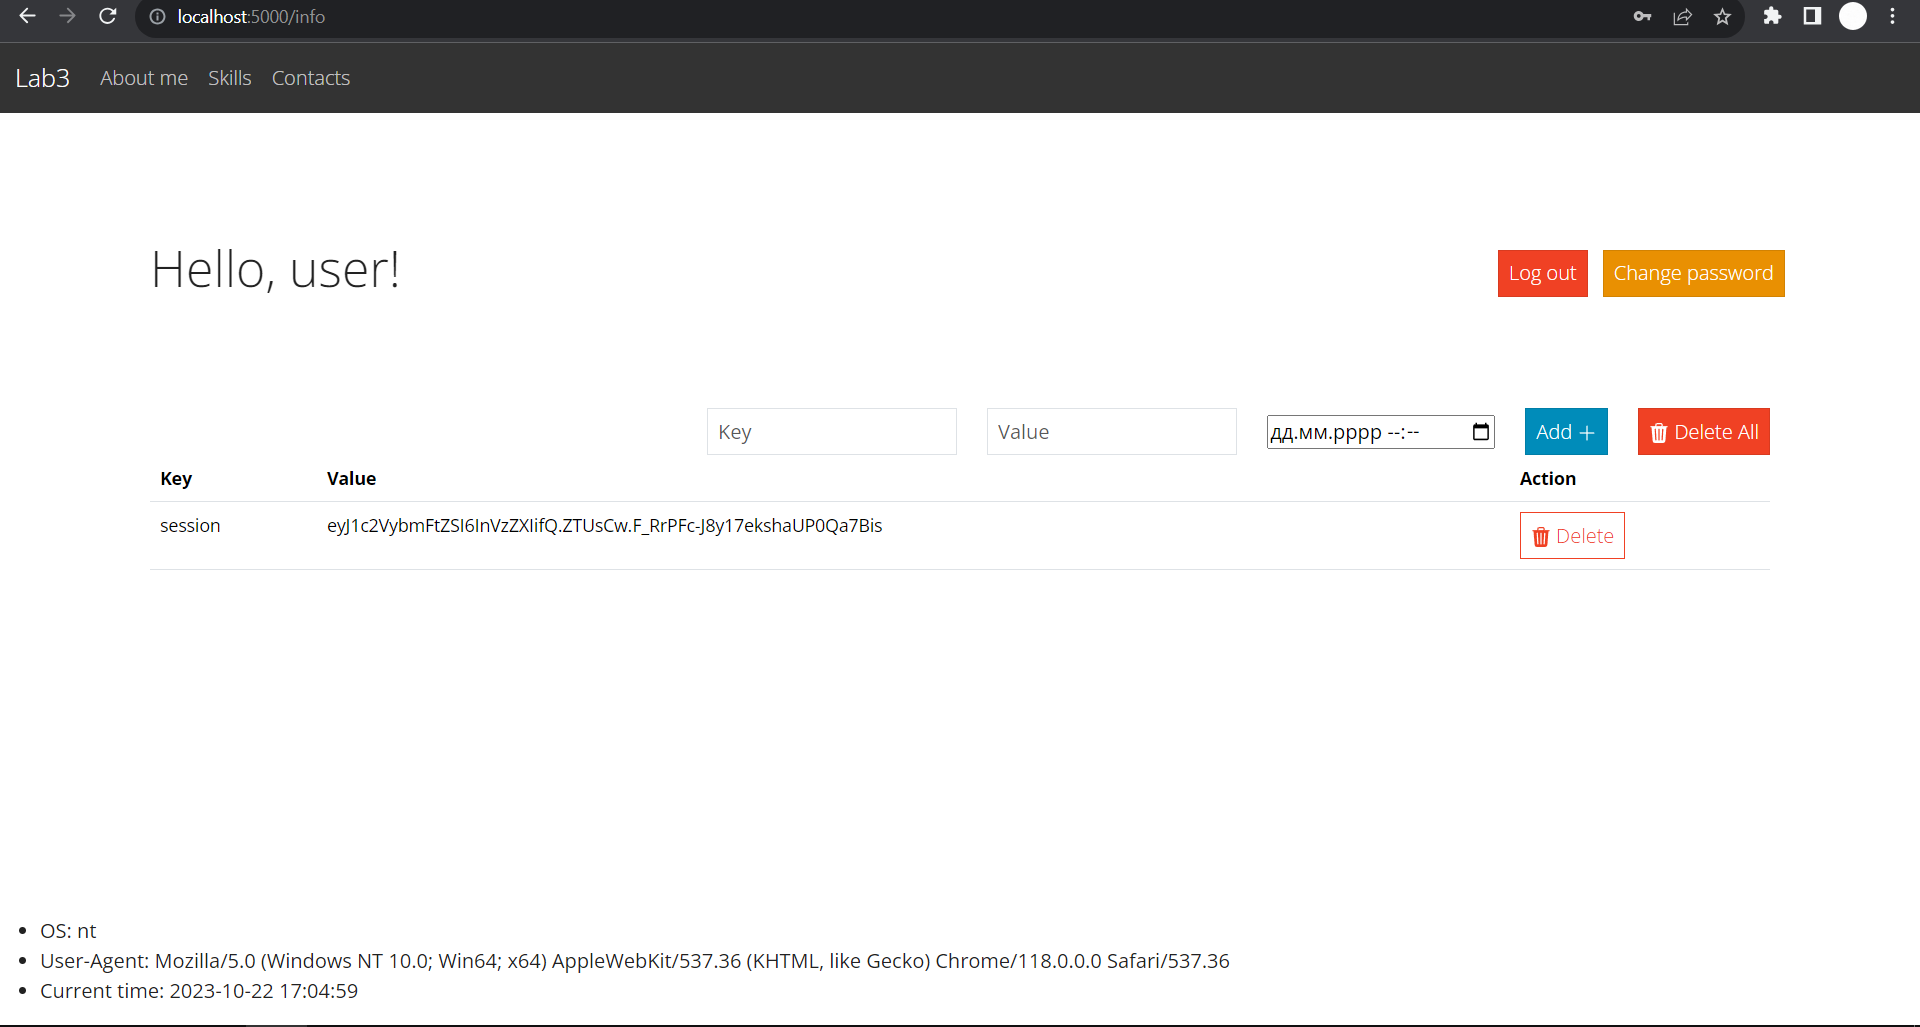 localhost:5000/info
Lab3 About me Skills Contacts
Hello, user!
Log out Change password
Key Value дд.мм.рррр --:-- Add + Delete All
Key Value Action
session eyJ1c2VybmFtZSI6InVzZXIifQ.ZTUsCw.F_RrPFc-J8y17ekshaUP0Qa7Bis Delete
OS: nt
User-Agent: Mozilla/5.0 (Windows NT 10.0; Win64; x64) AppleWebKit/537.36 (KHTML, like Gecko) Chrome/118.0.0.0 Safari/537.36
Current time: 2023-10-22 17:04:59